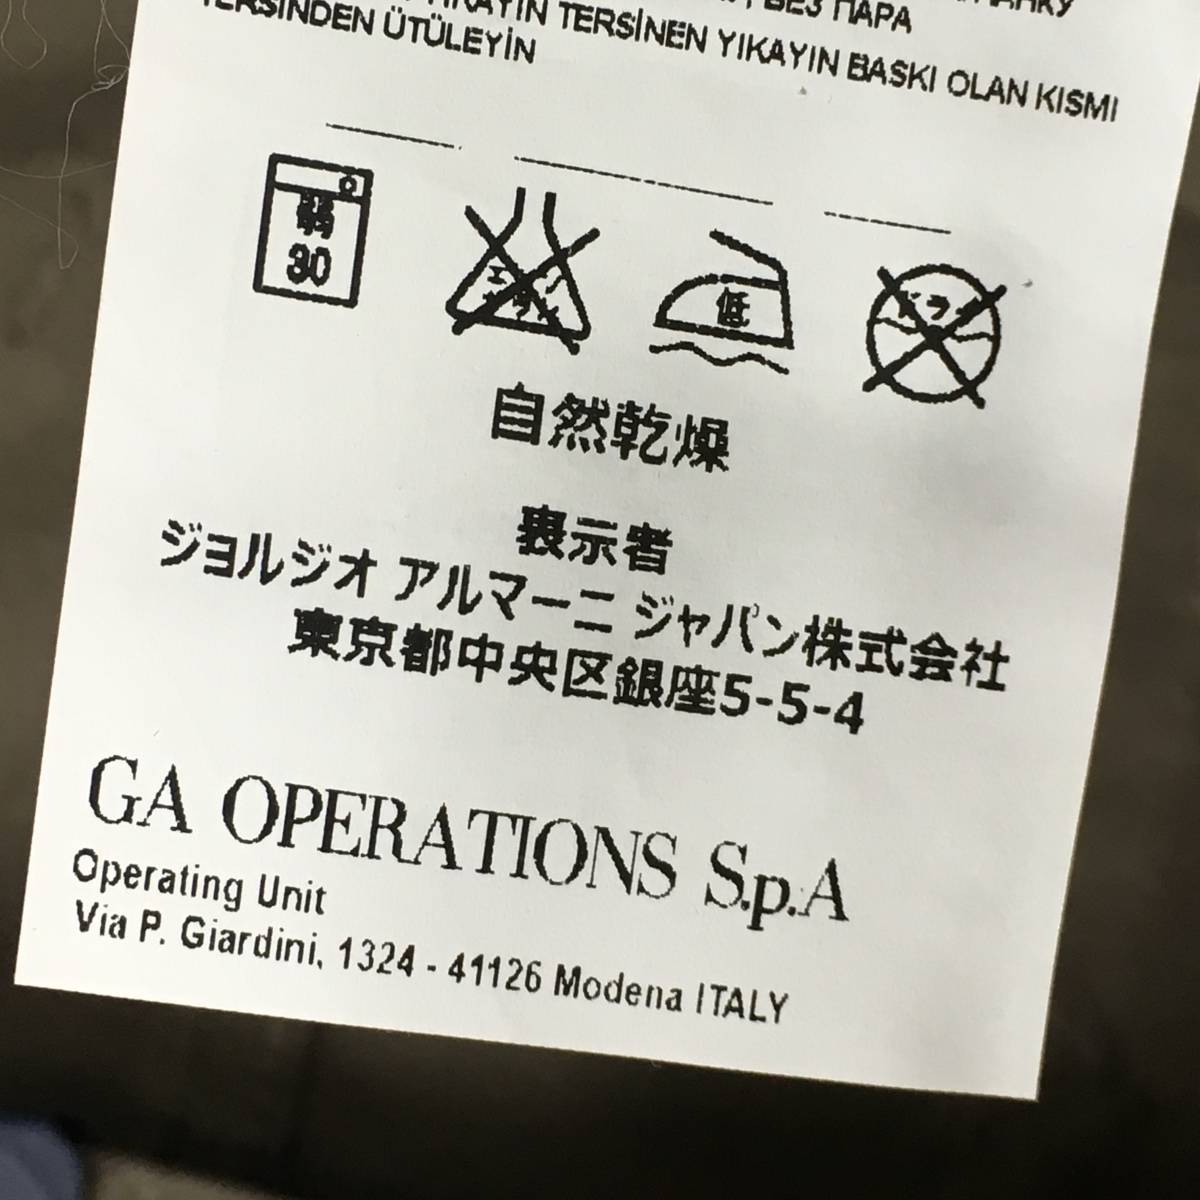 БЕЗ ПАРА
YIKAYIN TERSİNEN YIKAYIN BASKI OLAN KISMI
TERSİNDEN ÜTÜLEYİN
弱
30
低
自然乾燥
表示者
ジョルジオ アルマーニ ジャパン株式会社
東京都中央区銀座5-5-4
GA OPERATIONS S.p.A
Operating Unit
Via P. Giardini, 1324 - 41126 Modena ITALY